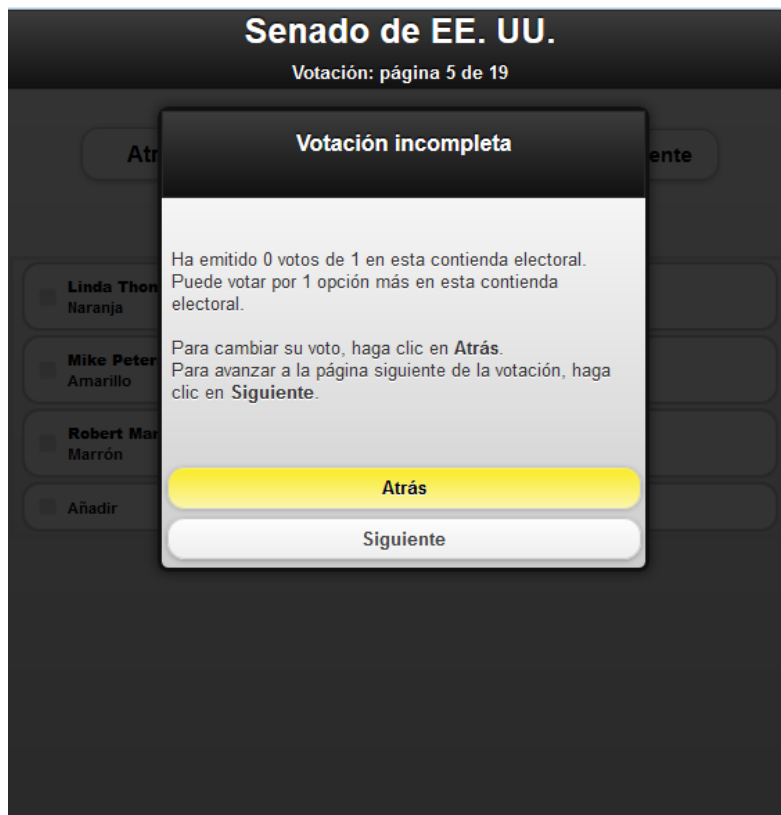 Senado de EE. UU.
Votación: página 5 de 19
Votación incompleta
Ha emitido 0 votos de 1 en esta contienda electoral.
Puede votar por 1 opción más en esta contienda
electoral.
Para cambiar su voto, haga clic en Atrás.
Para avanzar a la página siguiente de la votación, haga
clic en Siguiente.
Atrás
Siguiente
Linda
Naranja
Mike
Amarillo
Robert
Marrón
Añadir